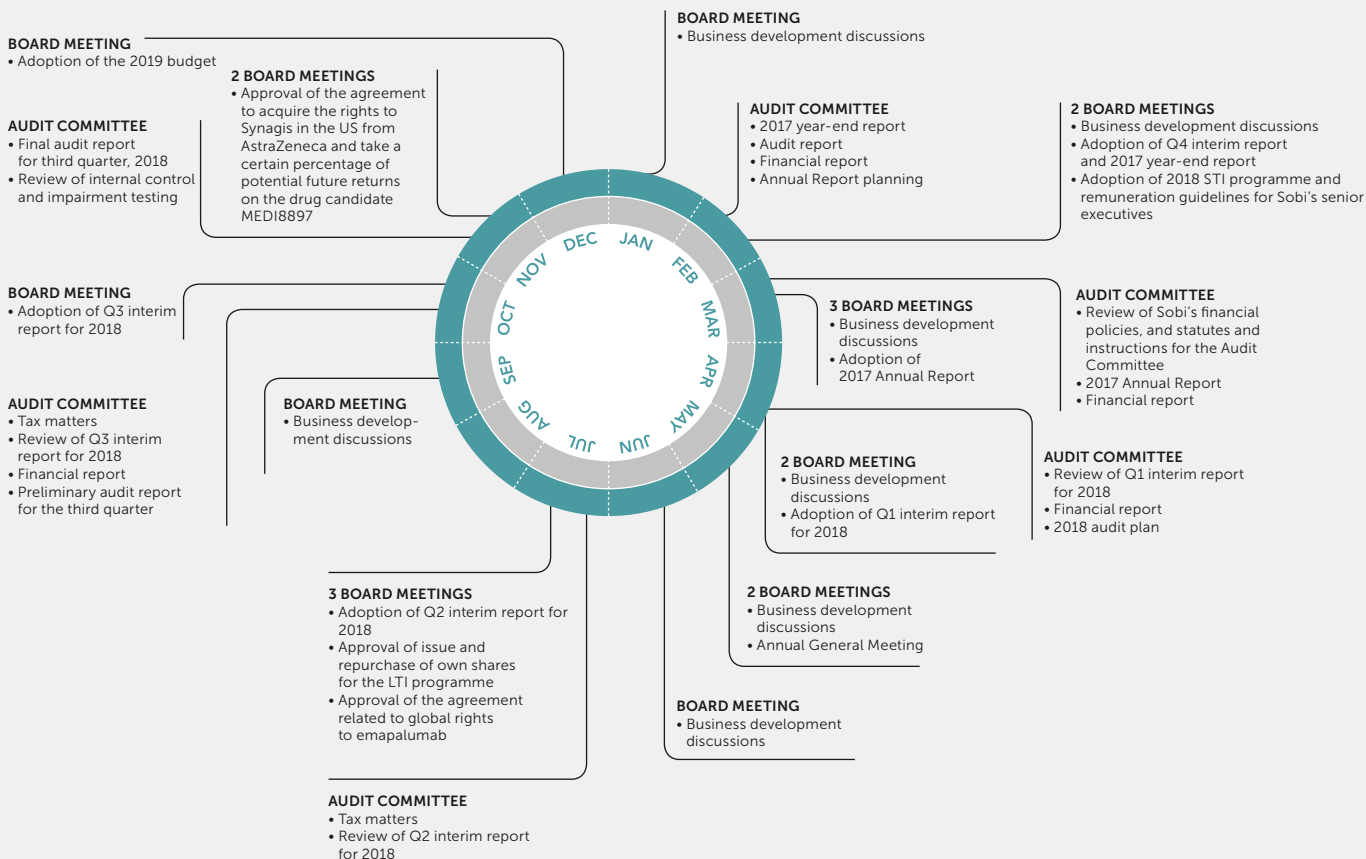 BOARD MEETING
• Business development discussions
AUDIT COMMITTEE
• 2017 year-end report
• Audit report
• Financial report
• Annual Report planning
2 BOARD MEETINGS
• Business development discussions
• Adoption of Q4 interim report
and 2017 year-end report
• Adoption of 2018 STI programme and
remuneration guidelines for Sobi's senior
executives
3 BOARD MEETINGS
• Business development
discussions
• Adoption of
2017 Annual Report
AUDIT COMMITTEE
• Review of Sobi's financial
policies, and statutes and
instructions for the Audit
Committee
• 2017 Annual Report
• Financial report
2 BOARD MEETING
• Business development
discussions
• Adoption of Q1 interim report
for 2018
AUDIT COMMITTEE
• Review of Q1 interim report
for 2018
• Financial report
• 2018 audit plan
2 BOARD MEETINGS
• Business development
discussions
• Annual General Meeting
BOARD MEETING
• Business development
discussions
AUDIT COMMITTEE
• Tax matters
• Review of Q2 interim report
for 2018
3 BOARD MEETINGS
• Adoption of Q2 interim report for
2018
• Approval of issue and
repurchase of own shares
for the LTI programme
• Approval of the agreement
related to global rights
to emapalumab
BOARD MEETING
• Business develop-
ment discussions
AUDIT COMMITTEE
• Tax matters
• Review of Q3 interim
report for 2018
• Financial report
• Preliminary audit report
for the third quarter
BOARD MEETING
• Adoption of Q3 interim
report for 2018
AUDIT COMMITTEE
• Final audit report
for third quarter, 2018
• Review of internal control
and impairment testing
2 BOARD MEETINGS
• Approval of the agreement
to acquire the rights to
Synagis in the US from
AstraZeneca and take a
certain percentage of
potential future returns
on the drug candidate
MEDI8897
BOARD MEETING
• Adoption of the 2019 budget
JAN
FEB
MAR
APR
MAY
JUN
JUL
AUG
SEP
OCT
NOV
DEC